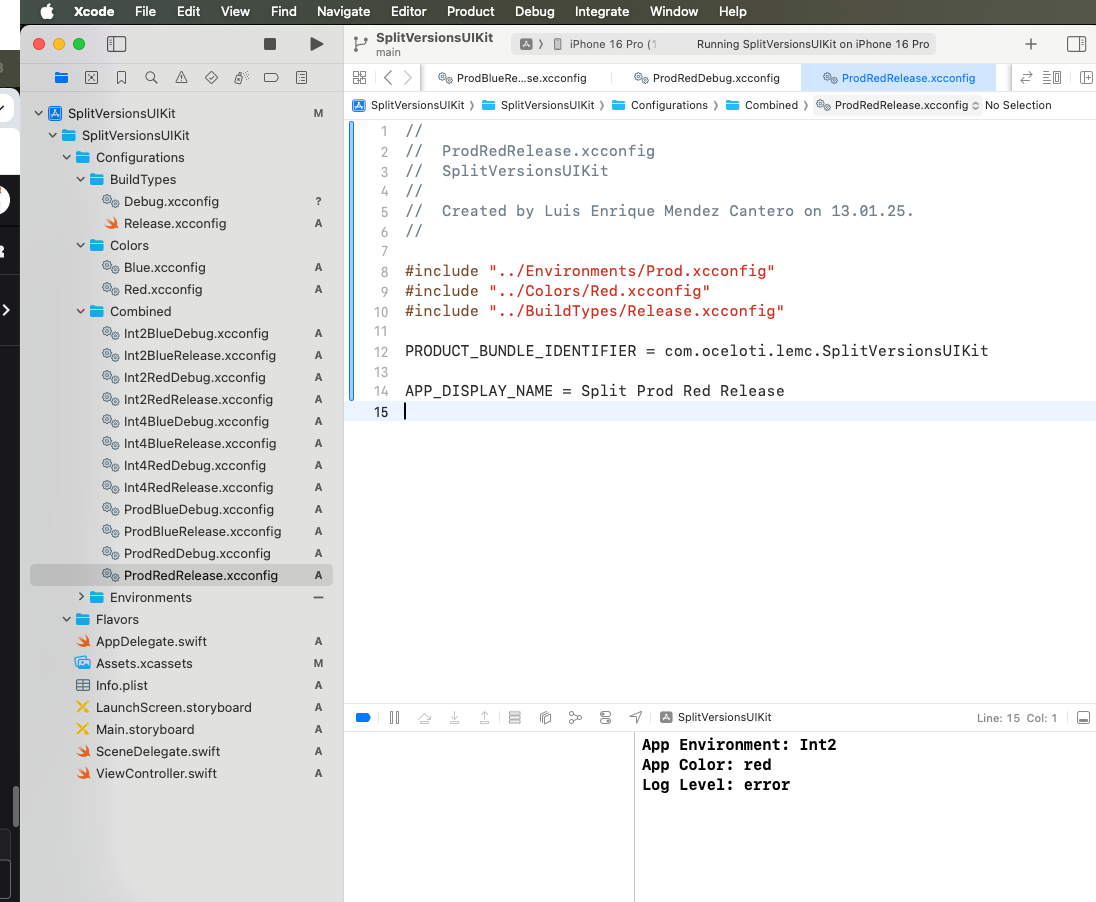 Xcode File Edit View Find Navigate Editor Product Debug Integrate Window Help
SplitVersionsUIKit
main
iPhone 16 Pro (1
Running SplitVersionsUIKit on iPhone 16 Pro
ProdBlueRe...se.xcconfig
ProdRedDebug.xcconfig
ProdRedRelease.xcconfig
SplitVersionsUIKit 〉 SplitVersionsUIKit 〉 Configurations 〉 Combined 〉 ProdRedRelease.xcconfig No Selection
SplitVersionsUIKit M
SplitVersionsUIKit
Configurations
BuildTypes
Debug.xcconfig ?
Release.xcconfig A
Colors
Blue.xcconfig A
Red.xcconfig A
Combined
Int2BlueDebug.xcconfig A
Int2BlueRelease.xcconfig A
Int2RedDebug.xcconfig A
Int2RedRelease.xcconfig A
Int4BlueDebug.xcconfig A
Int4BlueRelease.xcconfig A
Int4RedDebug.xcconfig A
Int4RedRelease.xcconfig A
ProdBlueDebug.xcconfig A
ProdBlueRelease.xcconfig A
ProdRedDebug.xcconfig A
ProdRedRelease.xcconfig A
Environments —
Flavors
AppDelegate.swift A
Assets.xcassets M
Info.plist A
LaunchScreen.storyboard A
Main.storyboard A
SceneDelegate.swift A
ViewController.swift A
1 //
2 //  ProdRedRelease.xcconfig
3 //  SplitVersionsUIKit
4 //
5 //  Created by Luis Enrique Mendez Cantero on 13.01.25.
6 //
7
8 #include "../Environments/Prod.xcconfig"
9 #include "../Colors/Red.xcconfig"
10 #include "../BuildTypes/Release.xcconfig"
11
12 PRODUCT_BUNDLE_IDENTIFIER = com.oceloti.lemc.SplitVersionsUIKit
13
14 APP_DISPLAY_NAME = Split Prod Red Release
15
SplitVersionsUIKit
Line: 15 Col: 1
App Environment: Int2
App Color: red
Log Level: error